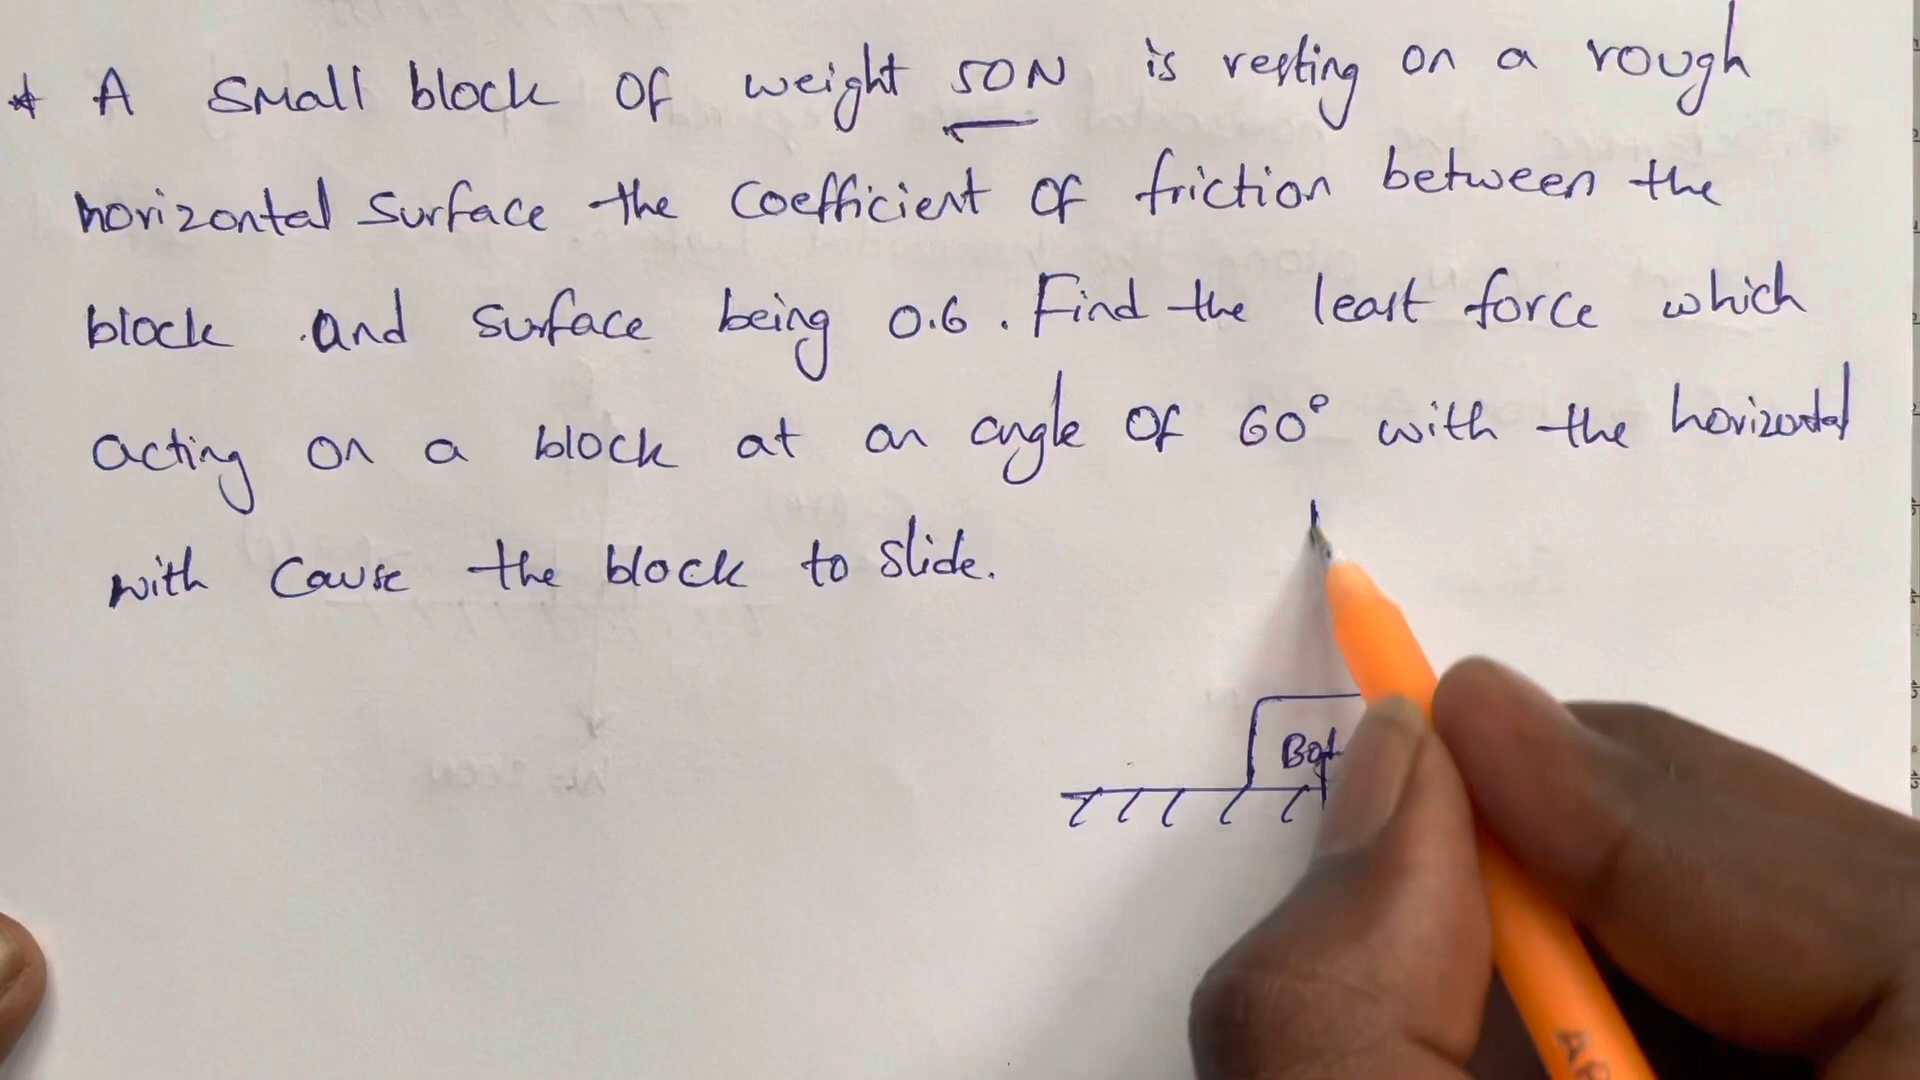 * A small block of weight 50N is resting on a rough
horizontal surface the coefficient of friction between the
block and surface being 0.6. Find the least force which
acting on a block at an angle of 60° with the horizontal
with cause the block to slide.